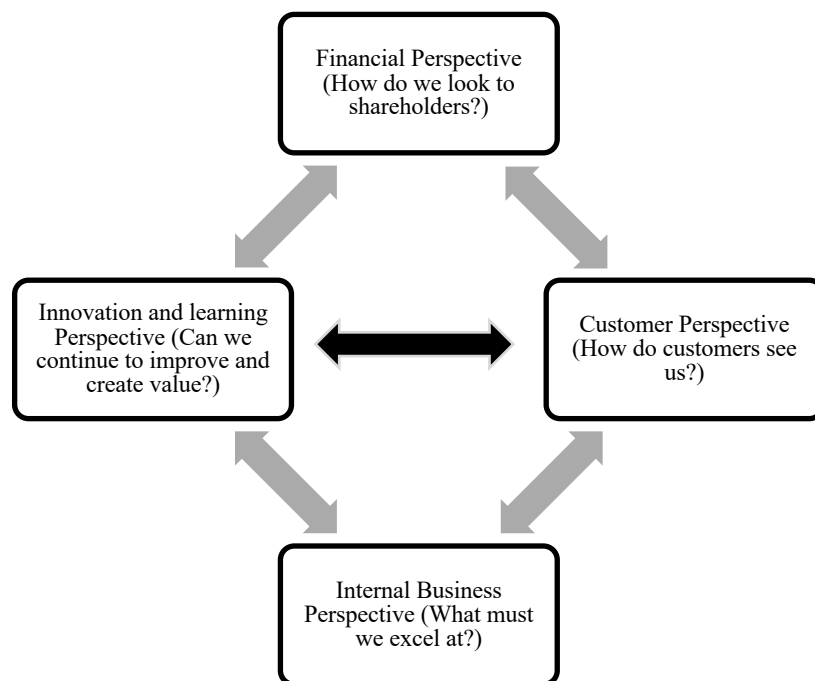 Financial Perspective
(How do we look to
shareholders?)
Innovation and learning
Perspective (Can we
continue to improve and
create value?)
Customer Perspective
(How do customers see
us?)
Internal Business
Perspective (What must
we excel at?)